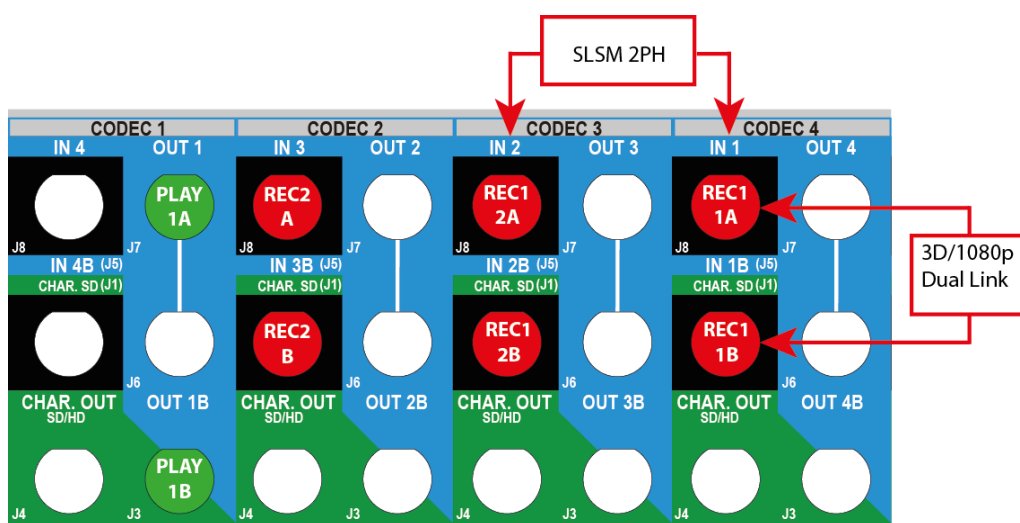 SLSM 2PH
CODEC 1 CODEC 2 CODEC 3 CODEC 4
IN 4 OUT 1 IN 3 OUT 2 IN 2 OUT 3 IN 1 OUT 4
PLAY
1A
REC2
A
REC1
2A
REC1
1A
J8 J7 J8 J7 J8 J7 J8 J7
3D/1080p
Dual Link
IN 4B (J5) IN 3B (J5) IN 2B (J5) IN 1B (J5)
CHAR. SD (J1) CHAR. SD (J1) CHAR. SD (J1) CHAR. SD (J1)
REC2
B
REC1
2B
REC1
1B
J6 J6 J6 J6
CHAR. OUT OUT 1B CHAR. OUT OUT 2B CHAR. OUT OUT 3B CHAR. OUT OUT 4B
SD/HD SD/HD SD/HD SD/HD
PLAY
1B
J4 J3 J4 J3 J4 J3 J4 J3